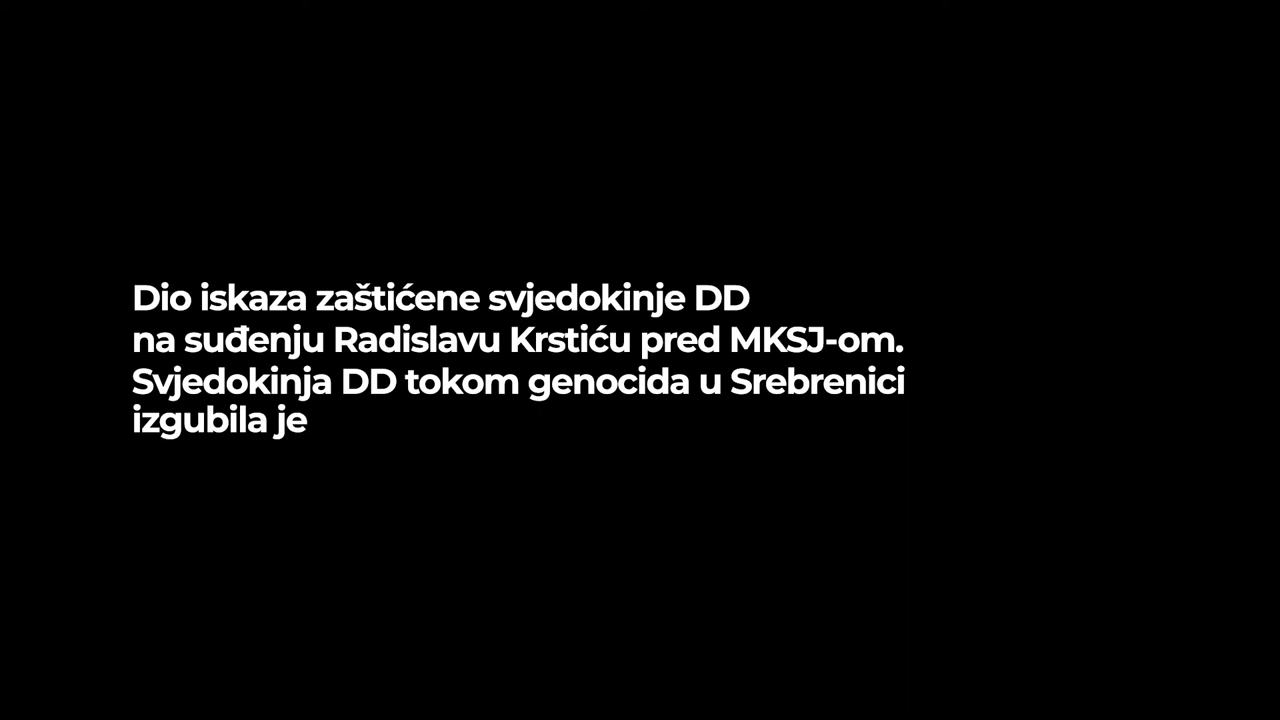 Dio iskaza zaštićene svjedokinje DD
na suđenju Radislavu Krstiću pred MKSJ-om.
Svjedokinja DD tokom genocida u Srebrenici
izgubila je